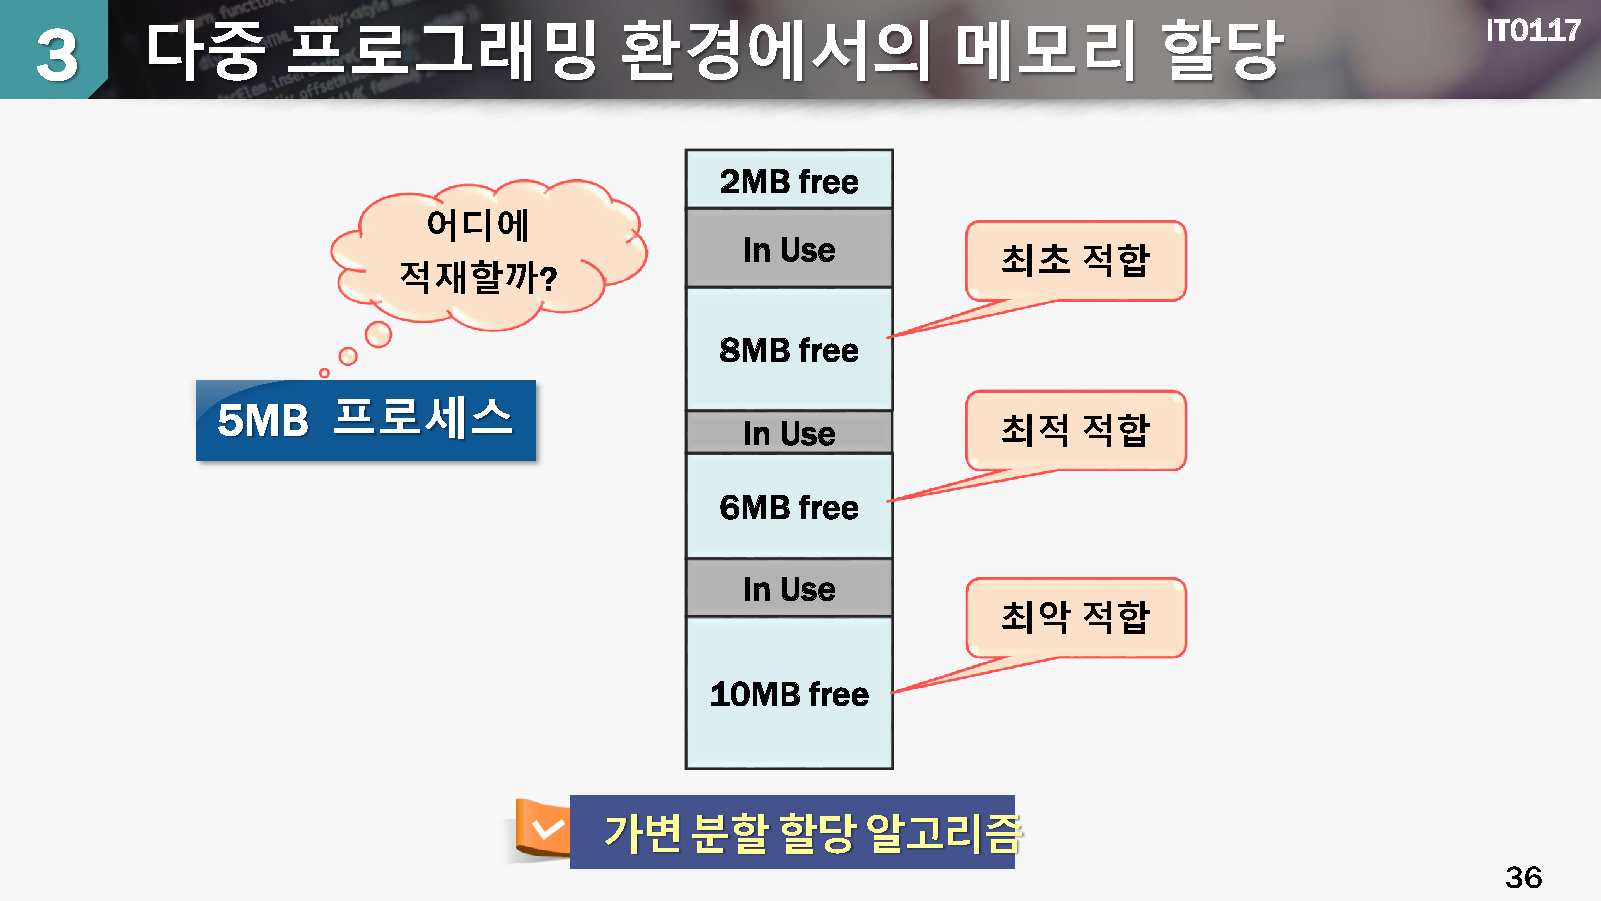 3
다중 프로그래밍 환경에서의 메모리 할당
IT0117
어디에
적재할까?
5MB 프로세스
2MB free
In Use
8MB free
In Use
6MB free
In Use
10MB free
최초 적합
최적 적합
최악 적합
가변 분할 할당 알고리즘
36